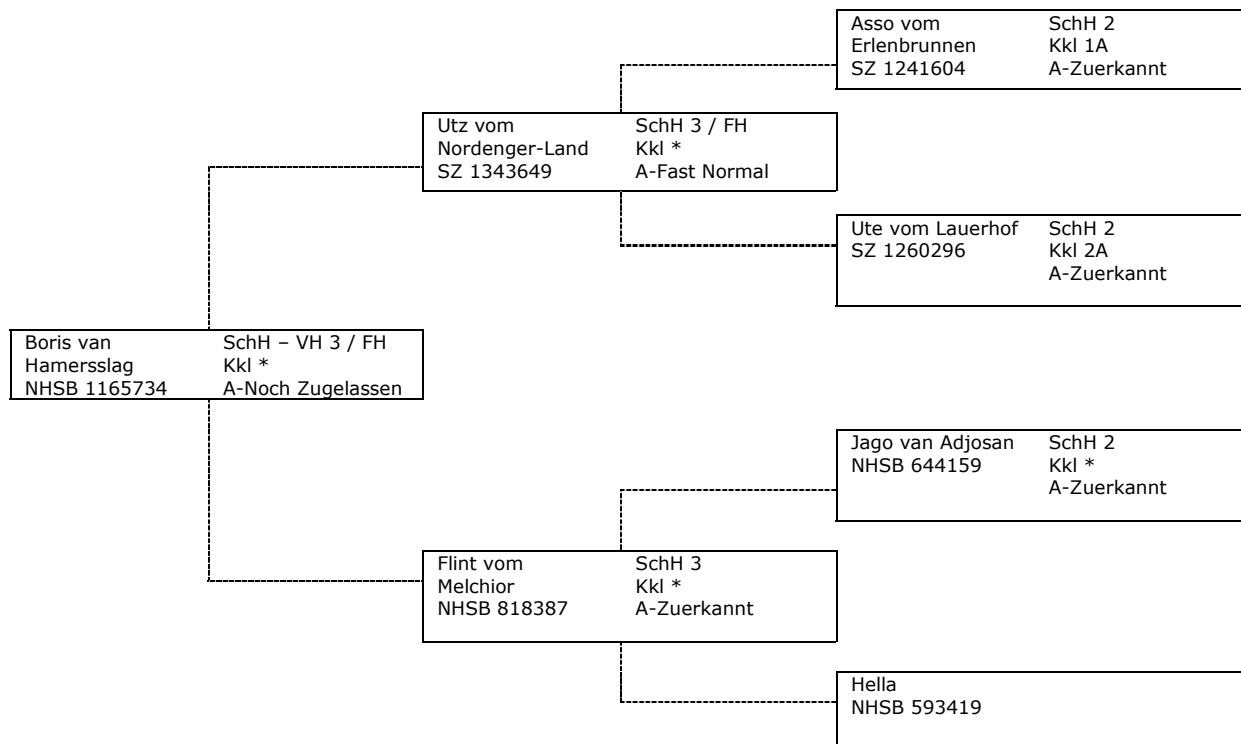 Asso vom SchH 2
Erlenbrunnen Kkl 1A
SZ 1241604 A-Zuerkannt
Utz vom SchH 3 / FH
Nordenger-Land Kkl *
SZ 1343649 A-Fast Normal
Ute vom Lauerhof SchH 2
SZ 1260296 Kkl 2A
A-Zuerkannt
Boris van SchH – VH 3 / FH
Hamersslag Kkl *
NHSB 1165734 A-Noch Zugelassen
Jago van Adjosan SchH 2
NHSB 644159 Kkl *
A-Zuerkannt
Flint vom SchH 3
Melchior Kkl *
NHSB 818387 A-Zuerkannt
Hella
NHSB 593419